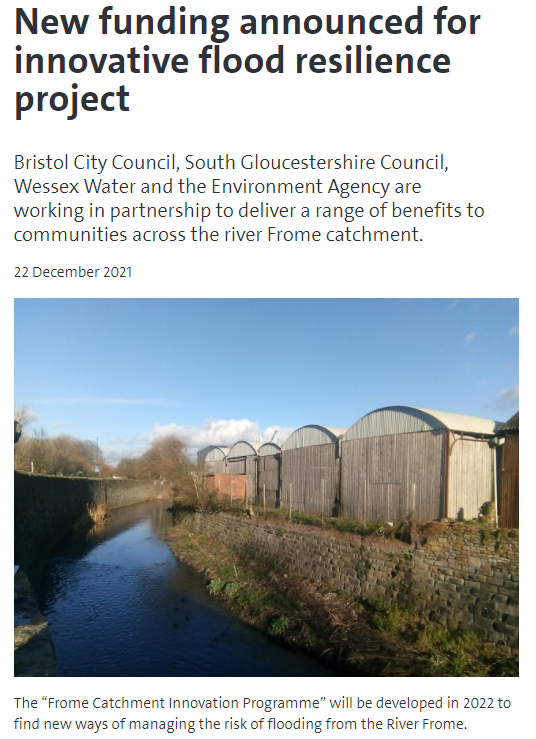 New funding announced for
innovative flood resilience
project
Bristol City Council, South Gloucestershire Council,
Wessex Water and the Environment Agency are
working in partnership to deliver a range of benefits to
communities across the river Frome catchment.
22 December 2021
The “Frome Catchment Innovation Programme” will be developed in 2022 to
find new ways of managing the risk of flooding from the River Frome.